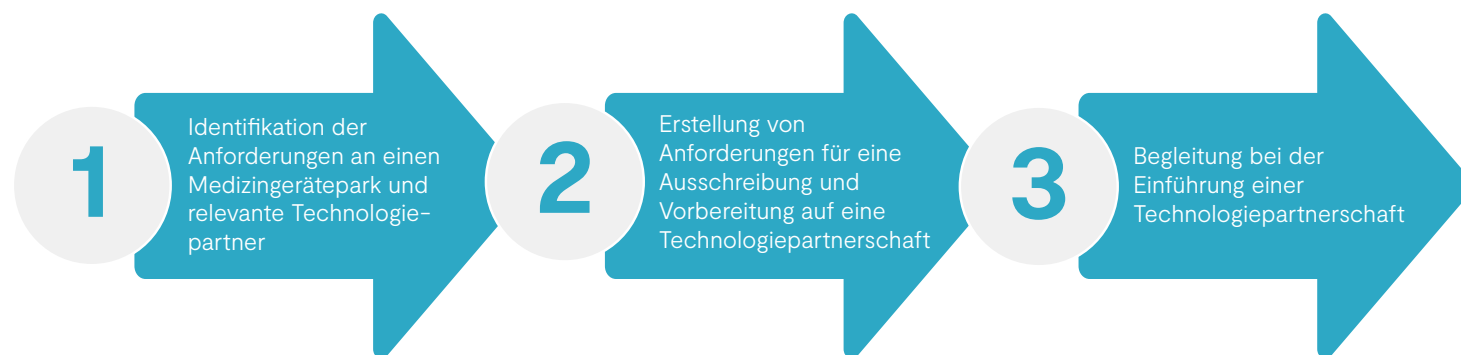 1
Identifikation der
Anforderungen an einen
Medizingerätepark und
relevante Technologie-
partner
2
Erstellung von
Anforderungen für eine
Ausschreibung und
Vorbereitung auf eine
Technologiepartnerschaft
3
Begleitung bei der
Einführung einer
Technologiepartnerschaft